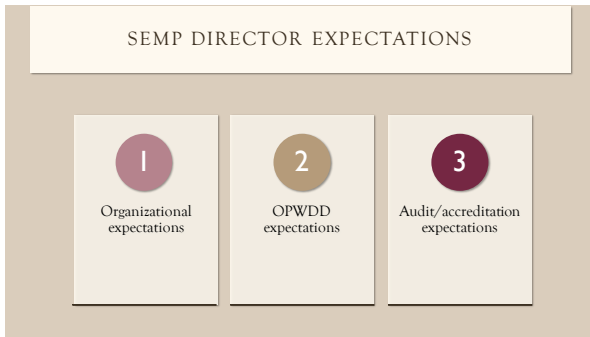 SEMP DIRECTOR EXPECTATIONS
1
Organizational
expectations
2
OPWDD
expectations
3
Audit/accreditation
expectations